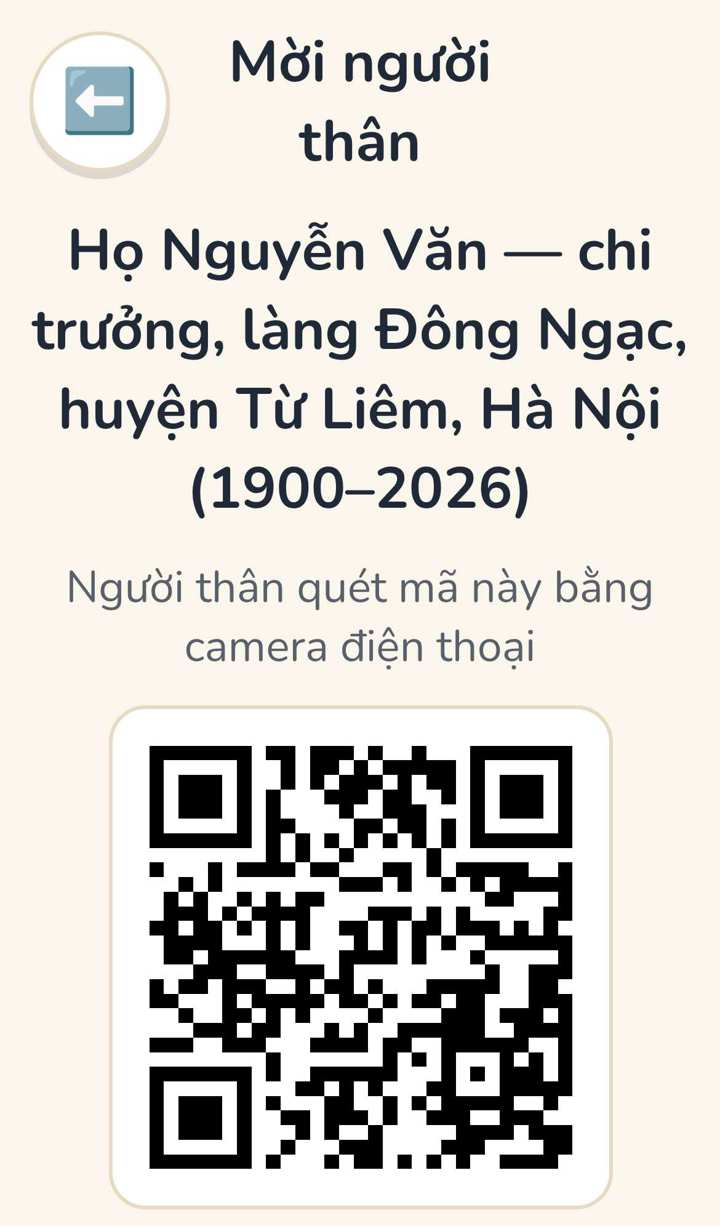 Mời người
thân
Họ Nguyễn Văn — chi
trưởng, làng Đông Ngạc,
huyện Từ Liêm, Hà Nội
(1900–2026)
Người thân quét mã này bằng
camera điện thoại